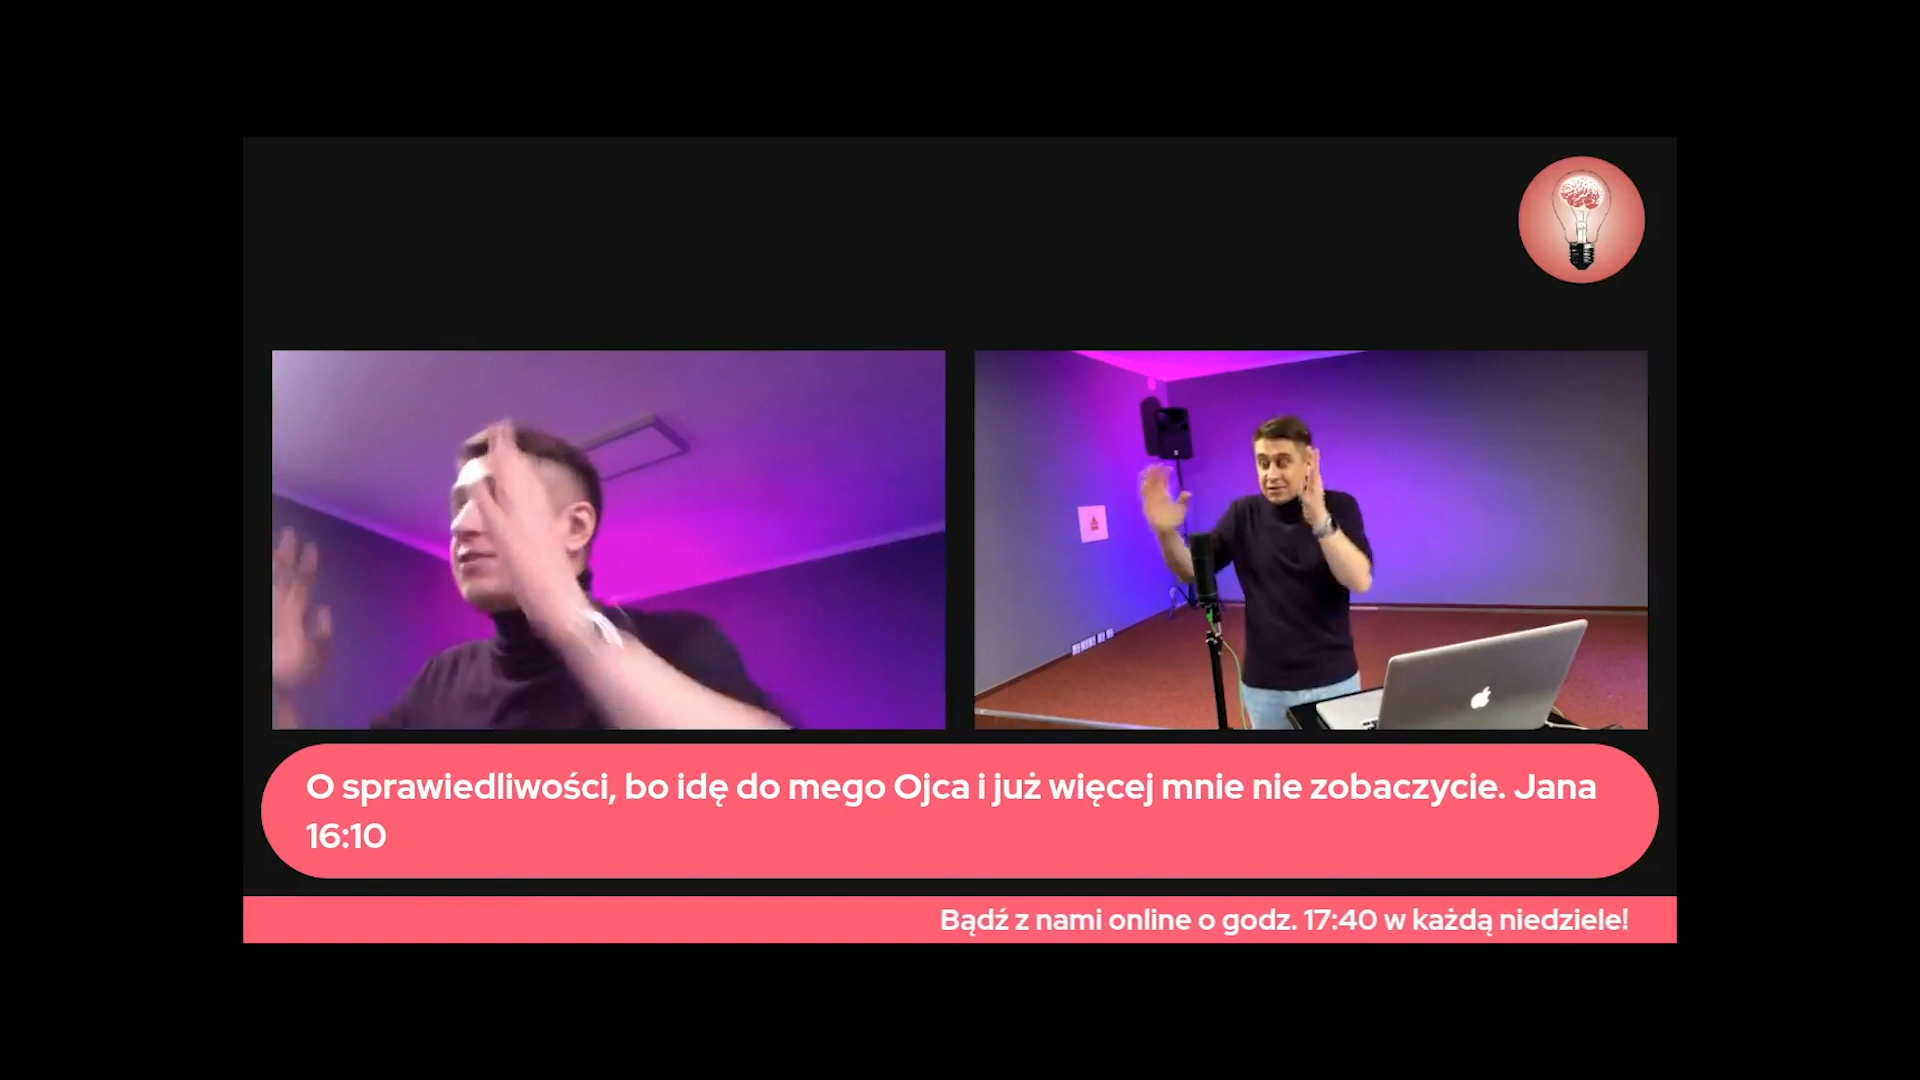 O sprawiedliwości, bo idę do mego Ojca i już więcej mnie nie zobaczycie. Jana
16:10
Bądź z nami online o godz. 17:40 w każdą niedziele!